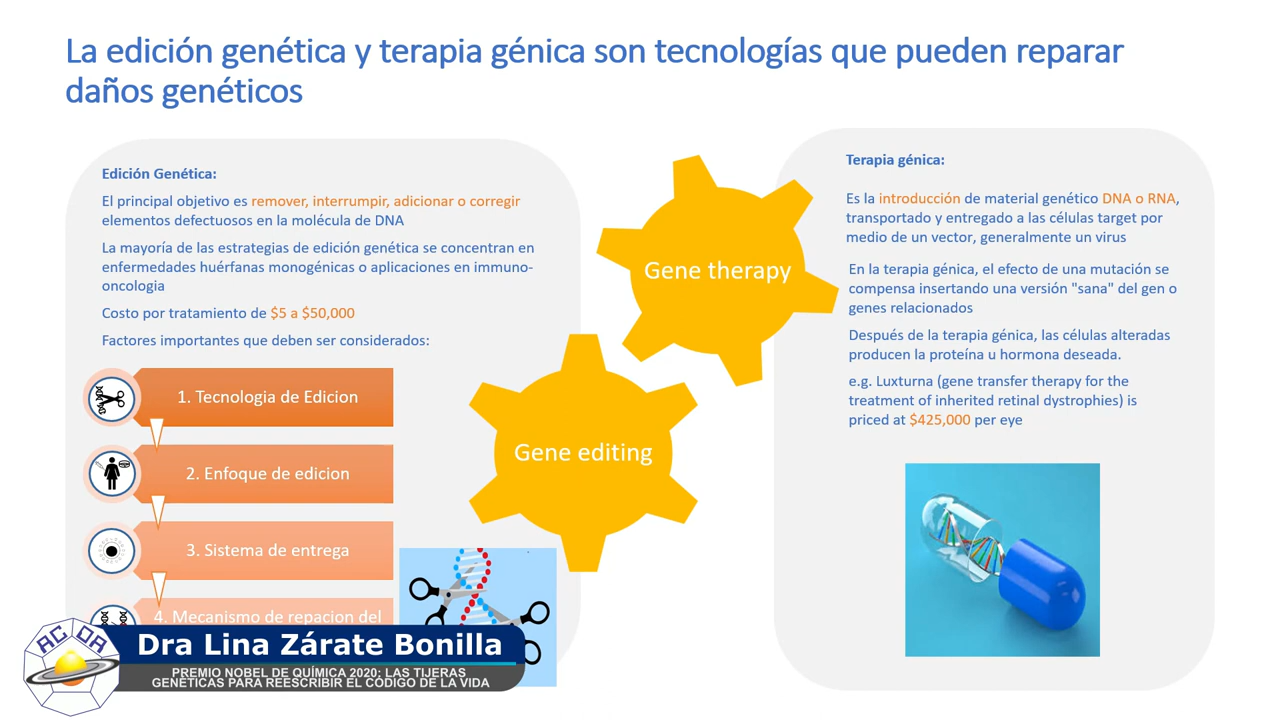 La edición genética y terapia génica son tecnologías que pueden reparar
daños genéticos
Edición Genética:
El principal objetivo es remover, interrumpir, adicionar o corregir
elementos defectuosos en la molécula de DNA
La mayoría de las estrategias de edición genética se concentran en
enfermedades huérfanas monogénicas o aplicaciones en immuno-
oncologia
Costo por tratamiento de $5 a $50,000
Factores importantes que deben ser considerados:
1. Tecnologia de Edicion
2. Enfoque de edicion
3. Sistema de entrega
4. Mecanismo de repacion del
Gene therapy
Gene editing
Terapia génica:
Es la introducción de material genético DNA o RNA,
transportado y entregado a las células target por
medio de un vector, generalmente un virus
En la terapia génica, el efecto de una mutación se
compensa insertando una versión "sana" del gen o
genes relacionados
Después de la terapia génica, las células alteradas
producen la proteína u hormona deseada.
e.g. Luxturna (gene transfer therapy for the
treatment of inherited retinal dystrophies) is
priced at $425,000 per eye
ACDA
Dra Lina Zárate Bonilla
PREMIO NOBEL DE QUÍMICA 2020: LAS TIJERAS
GENÉTICAS PARA REESCRIBIR EL CÓDIGO DE LA VIDA